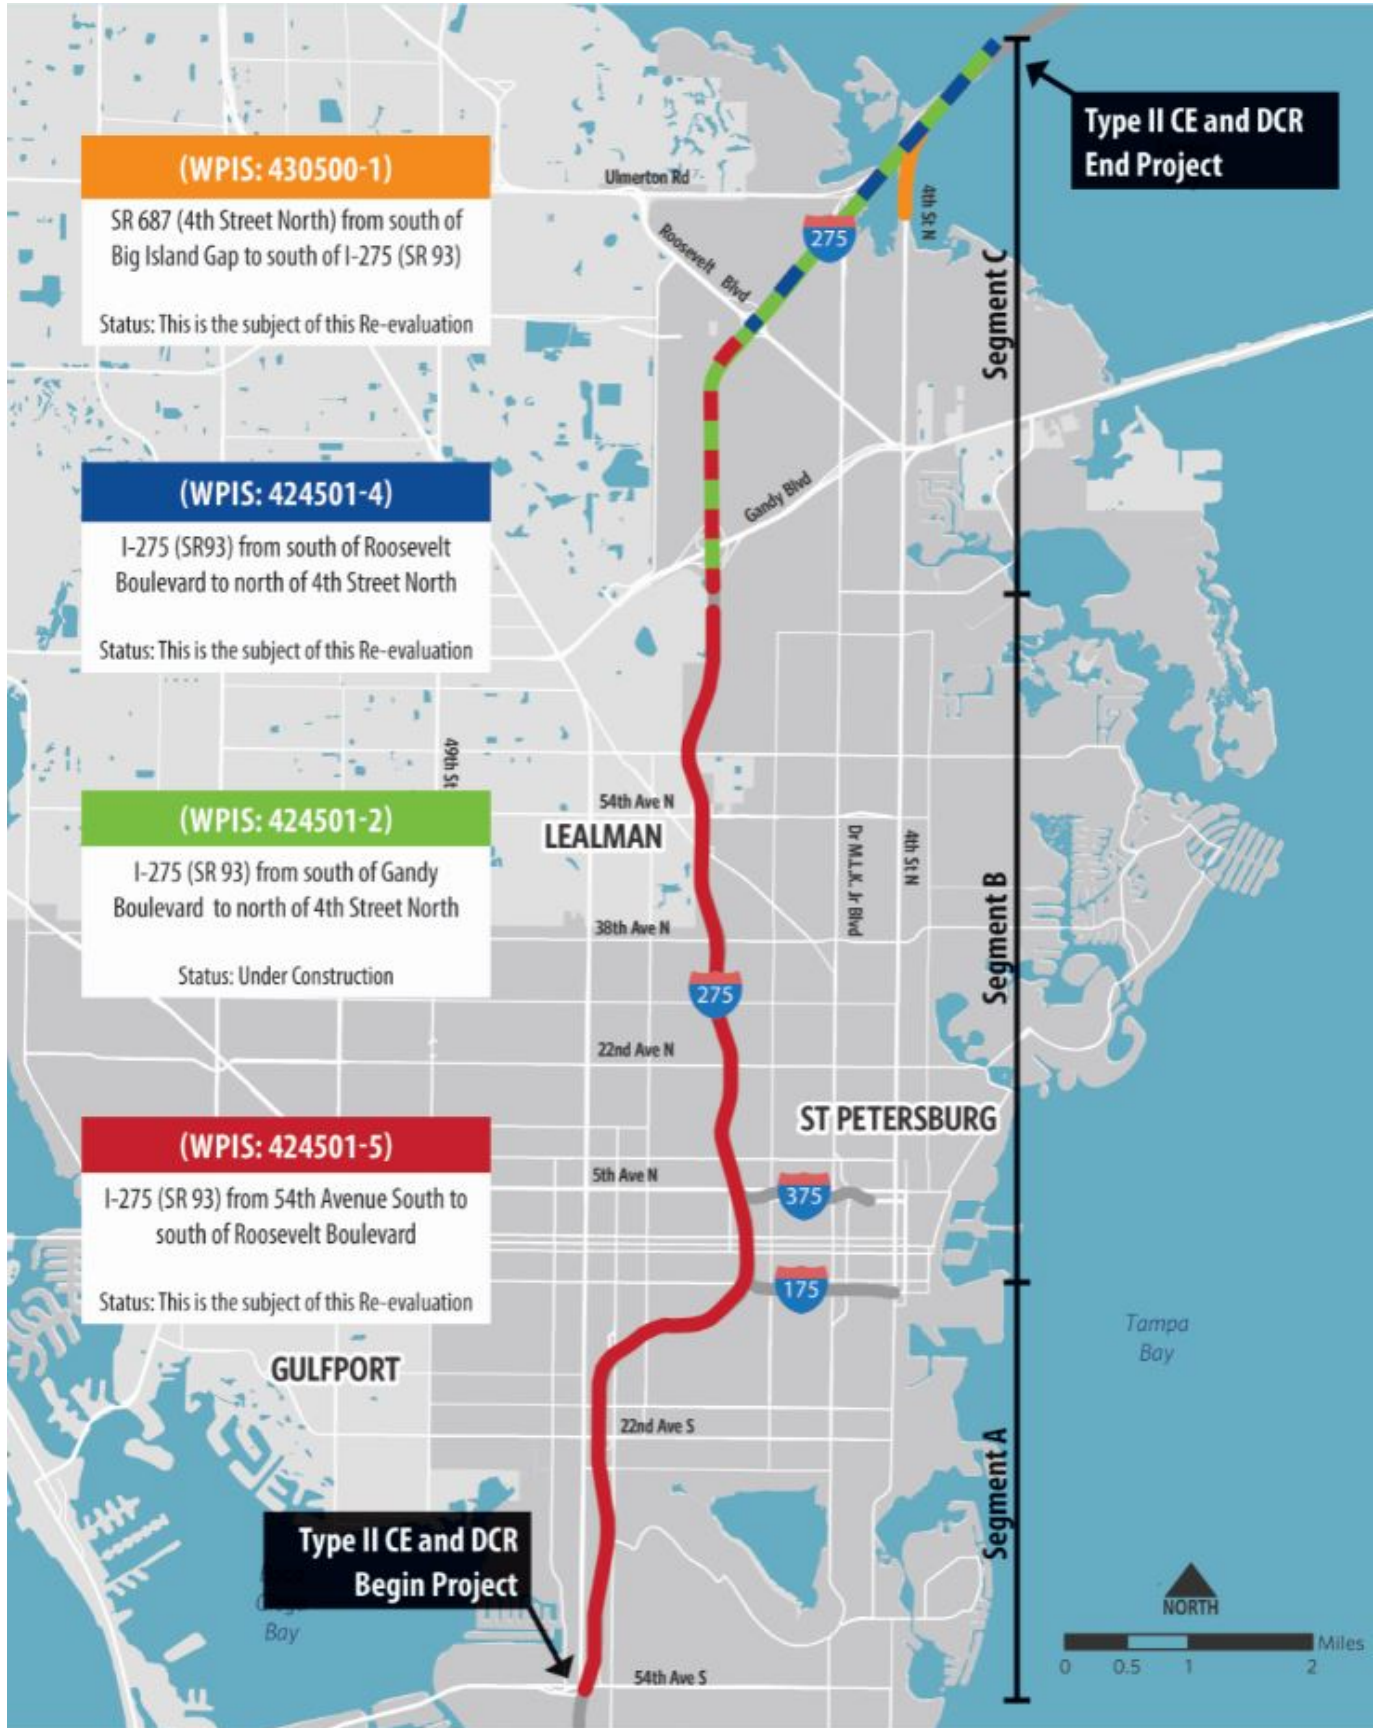 Type II CE and DCR
End Project
(WPIS: 430500-1)
SR 687 (4th Street North) from south of
Big Island Gap to south of I-275 (SR 93)
Status: This is the subject of this Re-evaluation
Ulmerton Rd
4th St N
275
Roosevelt Blvd
Segment C
(WPIS: 424501-4)
I-275 (SR93) from south of Roosevelt
Boulevard to north of 4th Street North
Status: This is the subject of this Re-evaluation
Gandy Blvd
49th St
(WPIS: 424501-2)
I-275 (SR 93) from south of Gandy
Boulevard to north of 4th Street North
Status: Under Construction
54th Ave N
LEALMAN
Dr M.L.K. Jr Blvd
4th St N
38th Ave N
Segment B
275
22nd Ave N
ST PETERSBURG
(WPIS: 424501-5)
I-275 (SR 93) from 54th Avenue South to
south of Roosevelt Boulevard
Status: This is the subject of this Re-evaluation
5th Ave N
375
175
Tampa
Bay
GULFPORT
22nd Ave S
Segment A
Type II CE and DCR
Begin Project
Bay
54th Ave S
NORTH
Miles
0 0.5 1 2